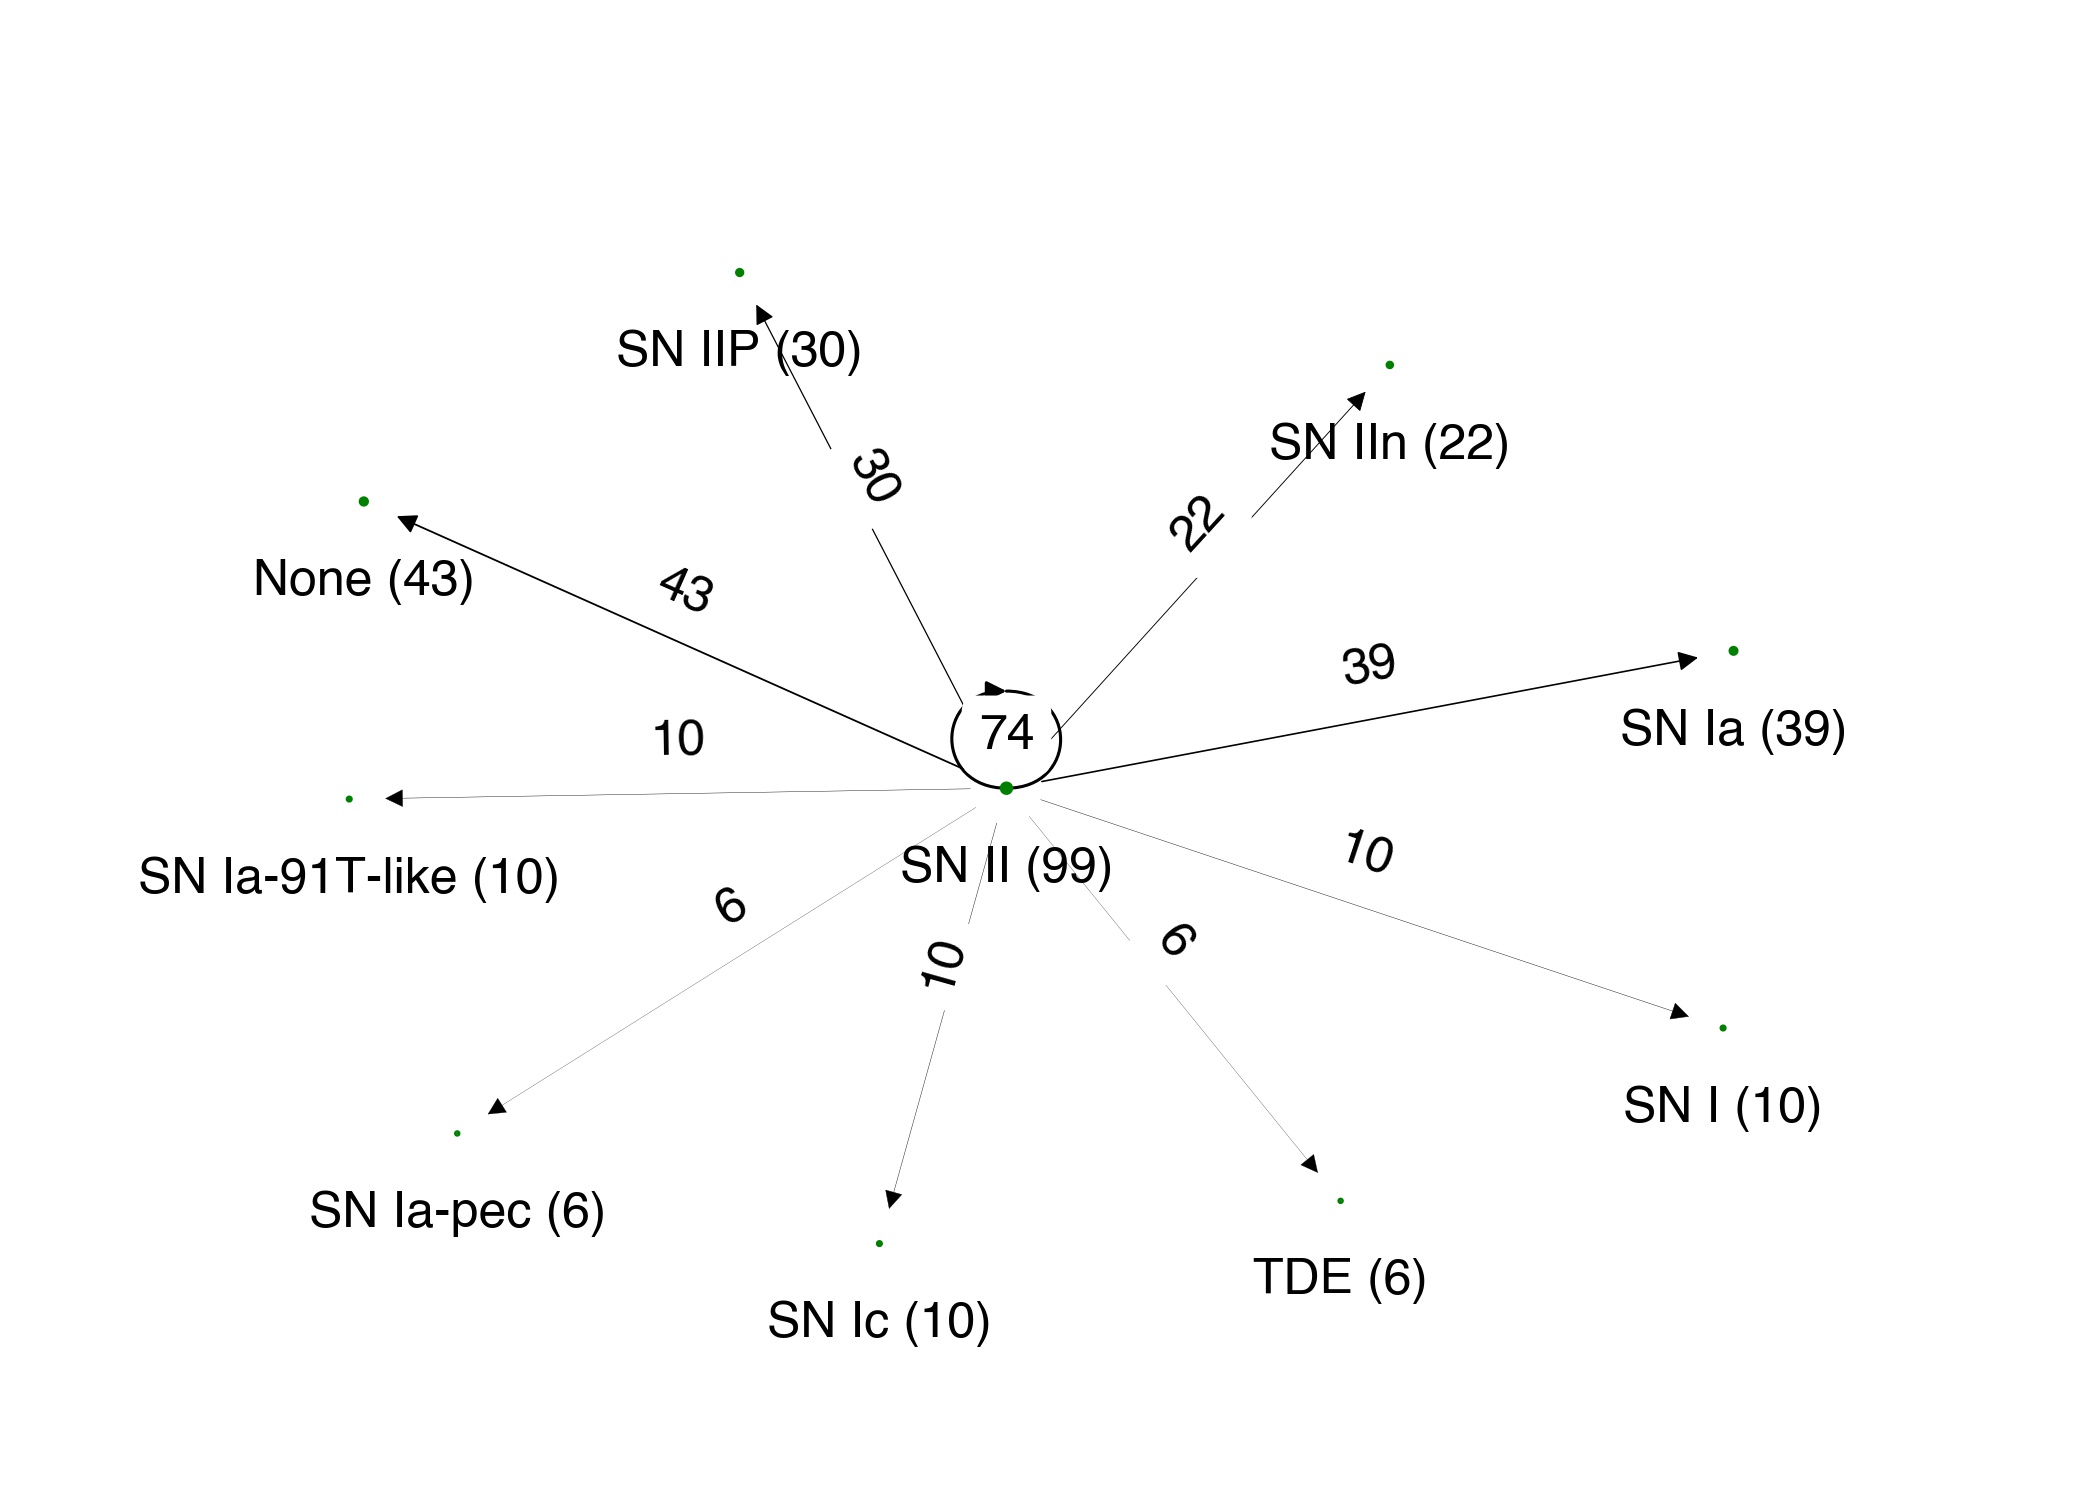 SN IIP (30)
SN IIn (22)
30
22
None (43)
43
39
SN Ia (39)
74
10
SN Ia-91T-like (10)
SN II (99)
10
6
10
6
SN I (10)
SN Ia-pec (6)
TDE (6)
SN Ic (10)